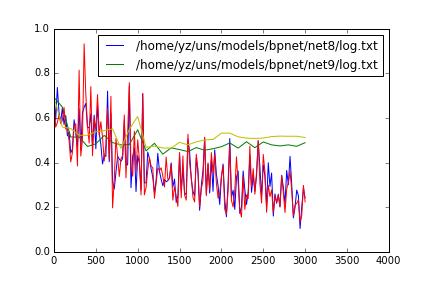 1.0
0.8
0.6
0.4
0.2
0.0
/home/yz/uns/models/bpnet/net8/log.txt
/home/yz/uns/models/bpnet/net9/log.txt
0 500 1000 1500 2000 2500 3000 3500 4000